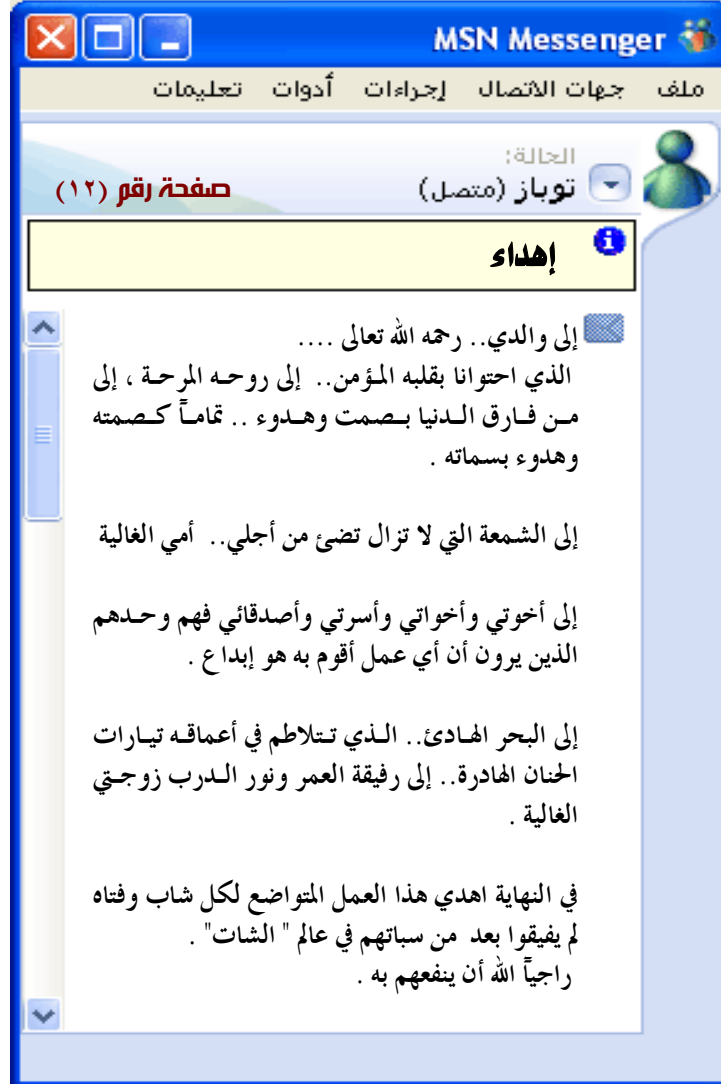 MSN Messenger
ملف جهات الاتصال إجراءات أدوات تعليمات
الحالة:
توباز (متصل)
صفحة رقم (١٢)
إهداء
إلى والدي.. رحمه الله تعالى ....
الذي احتوانا بقلبه المؤمن.. إلى روحه المرحة ، إلى
من فارق الدنيا بصمت وهدوء .. تمامآً كصمته
وهدوء بسماته .
إلى الشمعة التي لا تزال تضئ من أجلي.. أمي الغالية
إلى أخوتي وأخواتي وأسرتي وأصدقائي فهم وحدهم
الذين يرون أن أي عمل أقوم به هو إبداع .
إلى البحر الهادئ.. الذي تتلاطم في أعماقه تيارات
الحنان الهادرة.. إلى رفيقة العمر ونور الدرب زوجتي
الغالية .
في النهاية اهدي هذا العمل المتواضع لكل شاب وفتاه
لم يفيقوا بعد من سباتهم في عالم " الشات" .
راجيآً الله أن ينفعهم به .